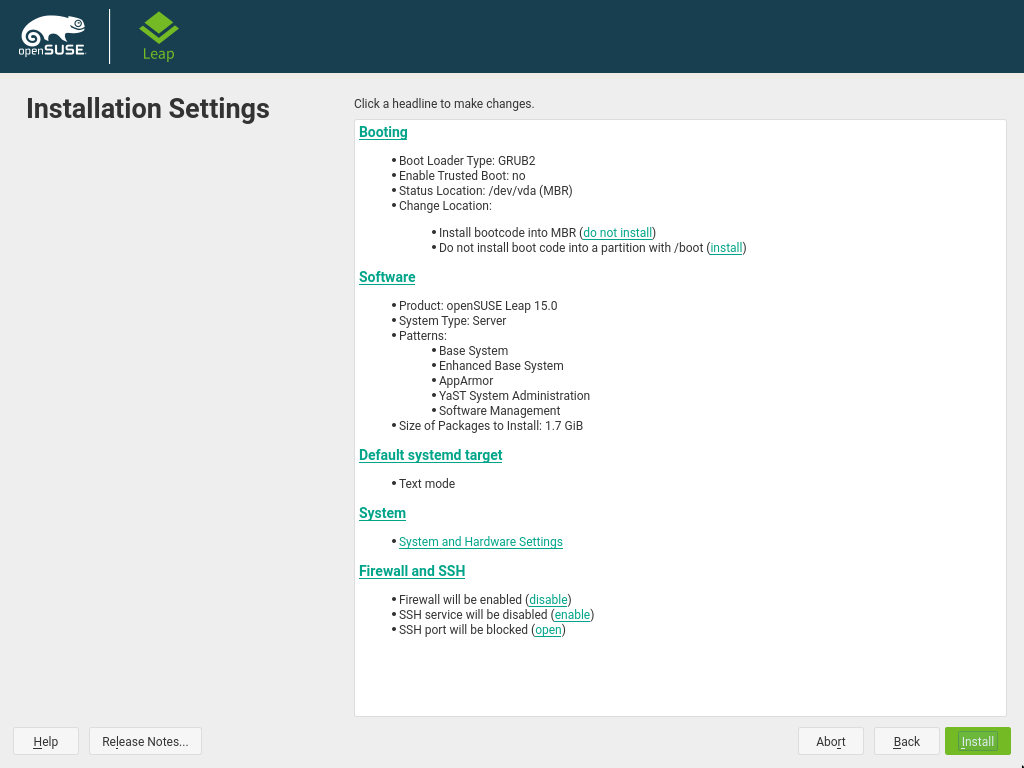 openSUSE
Leap
Installation Settings
Click a headline to make changes.
Booting
Boot Loader Type: GRUB2
Enable Trusted Boot: no
Status Location: /dev/vda (MBR)
Change Location:
Install bootcode into MBR (do not install)
Do not install boot code into a partition with /boot (install)
Software
Product: openSUSE Leap 15.0
System Type: Server
Patterns:
Base System
Enhanced Base System
AppArmor
YaST System Administration
Software Management
Size of Packages to Install: 1.7 GiB
Default systemd target
Text mode
System
System and Hardware Settings
Firewall and SSH
Firewall will be enabled (disable)
SSH service will be disabled (enable)
SSH port will be blocked (open)
Help Release Notes... Abort Back Install